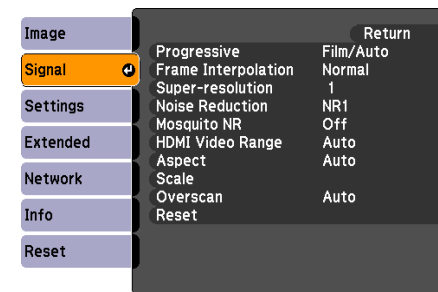 Image
Signal
Settings
Extended
Network
Info
Reset
Return
Progressive Film/Auto
Frame Interpolation Normal
Super-resolution 1
Noise Reduction NR1
Mosquito NR Off
HDMI Video Range Auto
Aspect Auto
Scale
Overscan Auto
Reset